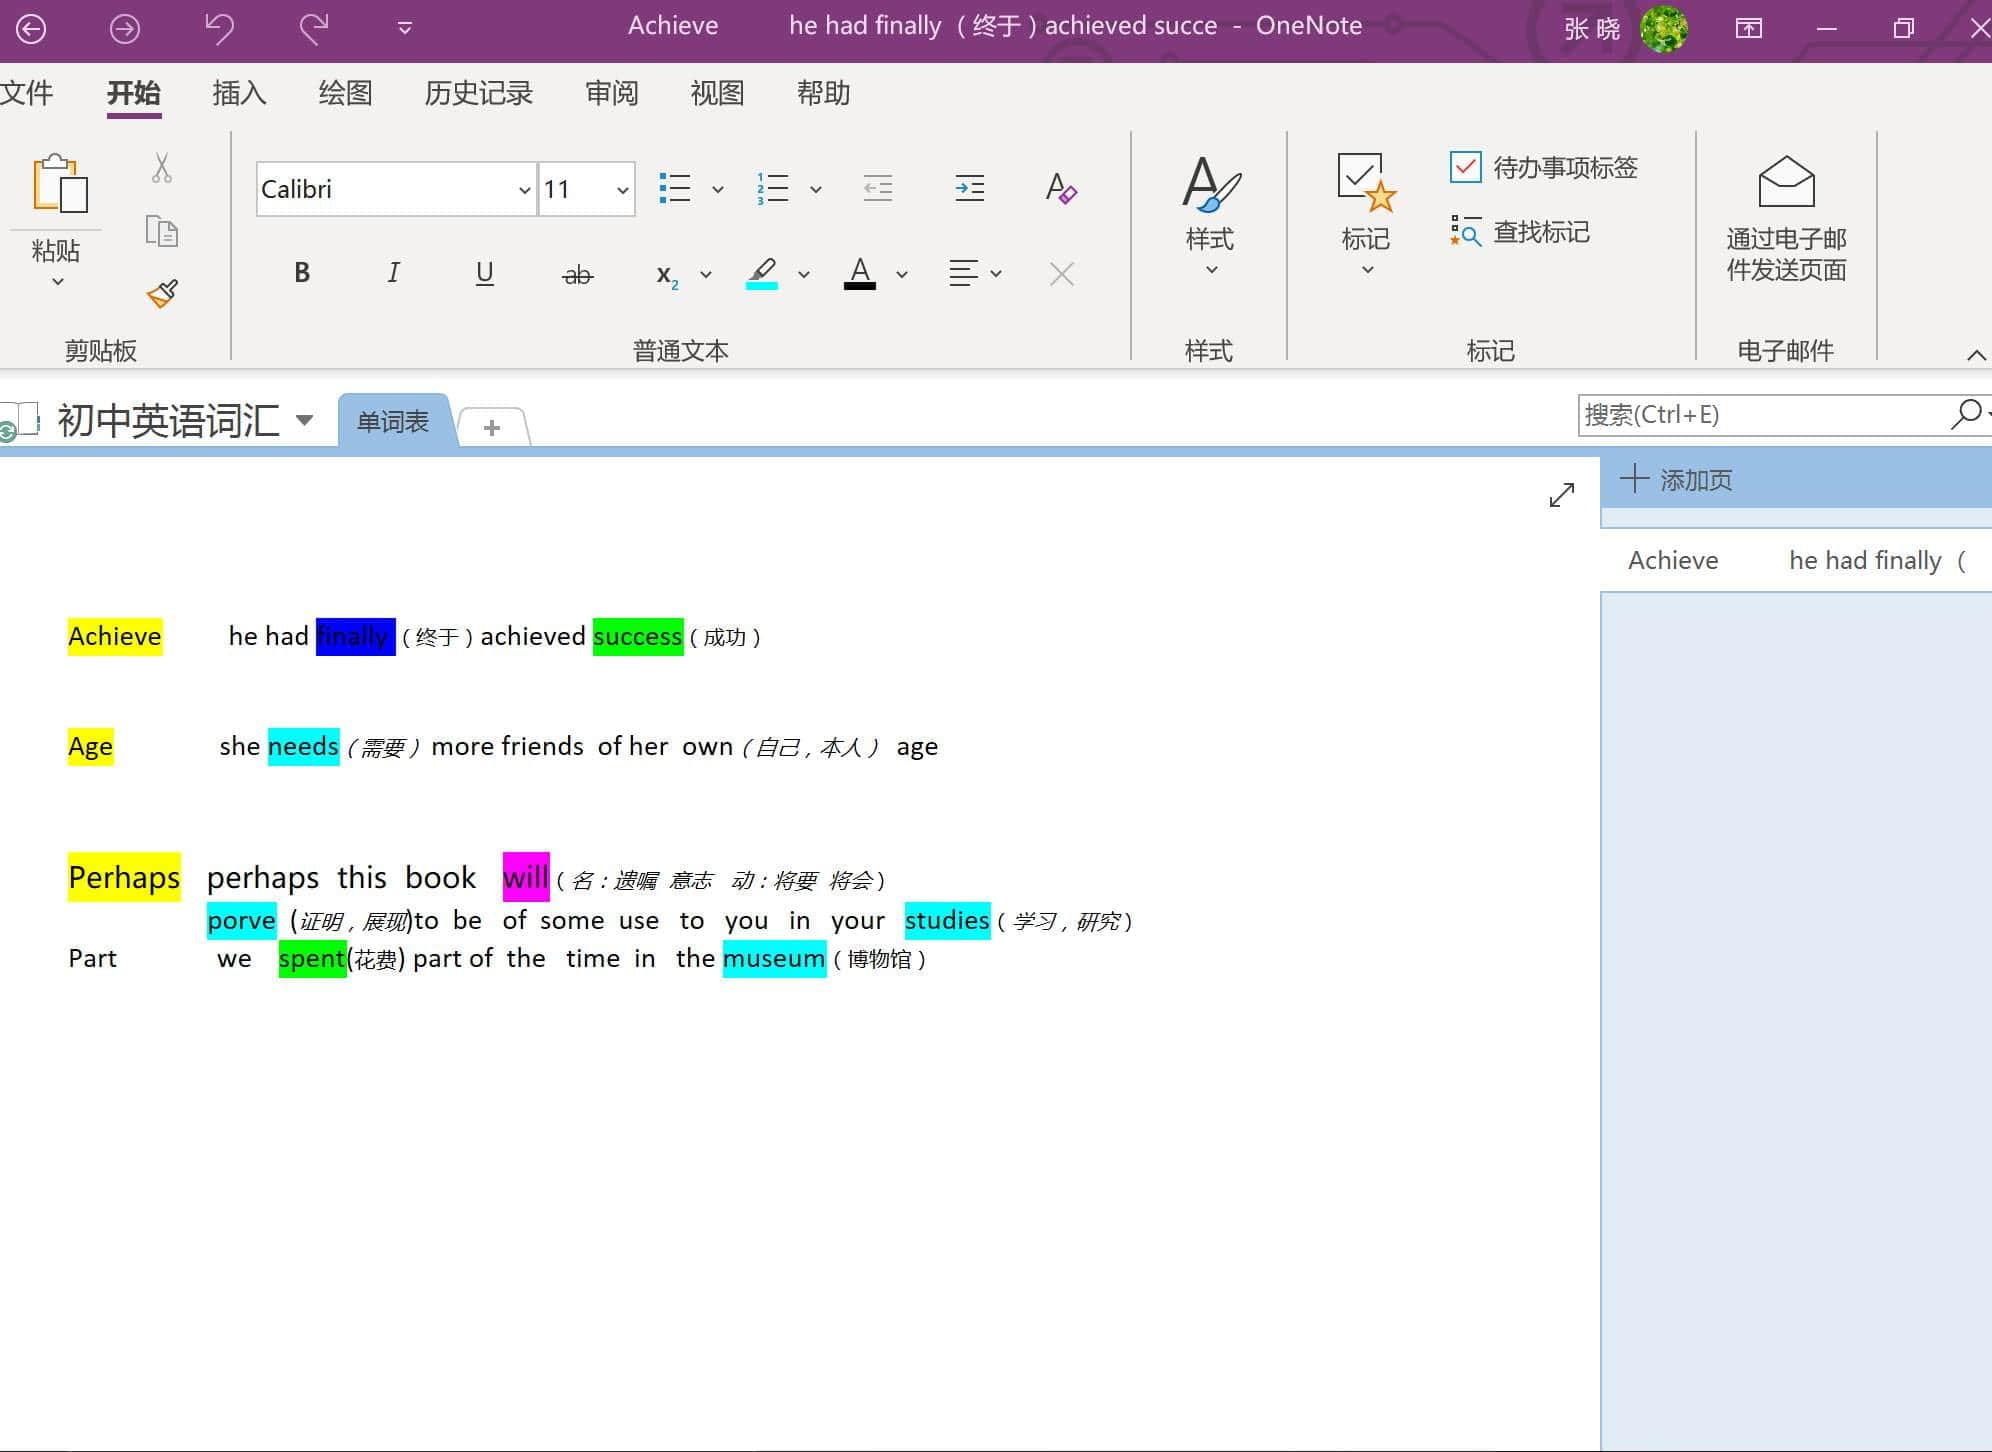 Achieve he had finally （终于）achieved succe - OneNote 张 晓
文件 开始 插入 绘图 历史记录 审阅 视图 帮助
Calibri 11
待办事项标签
查找标记
粘贴
样式 标记 通过电子邮
件发送页面
B I U ab x2 A
剪贴板 普通文本 样式 标记 电子邮件
初中英语词汇 单词表 + 搜索(Ctrl+E)
添加页
Achieve he had finally （
Achieve he had finally （终于）achieved success（成功）
Age she needs（需要）more friends of her own（自己，本人） age
Perhaps perhaps this book will（名：遗嘱 意志 动：将要 将会）
porve (证明，展现)to be of some use to you in your studies（学习，研究）
Part we spent(花费) part of the time in the museum（博物馆）